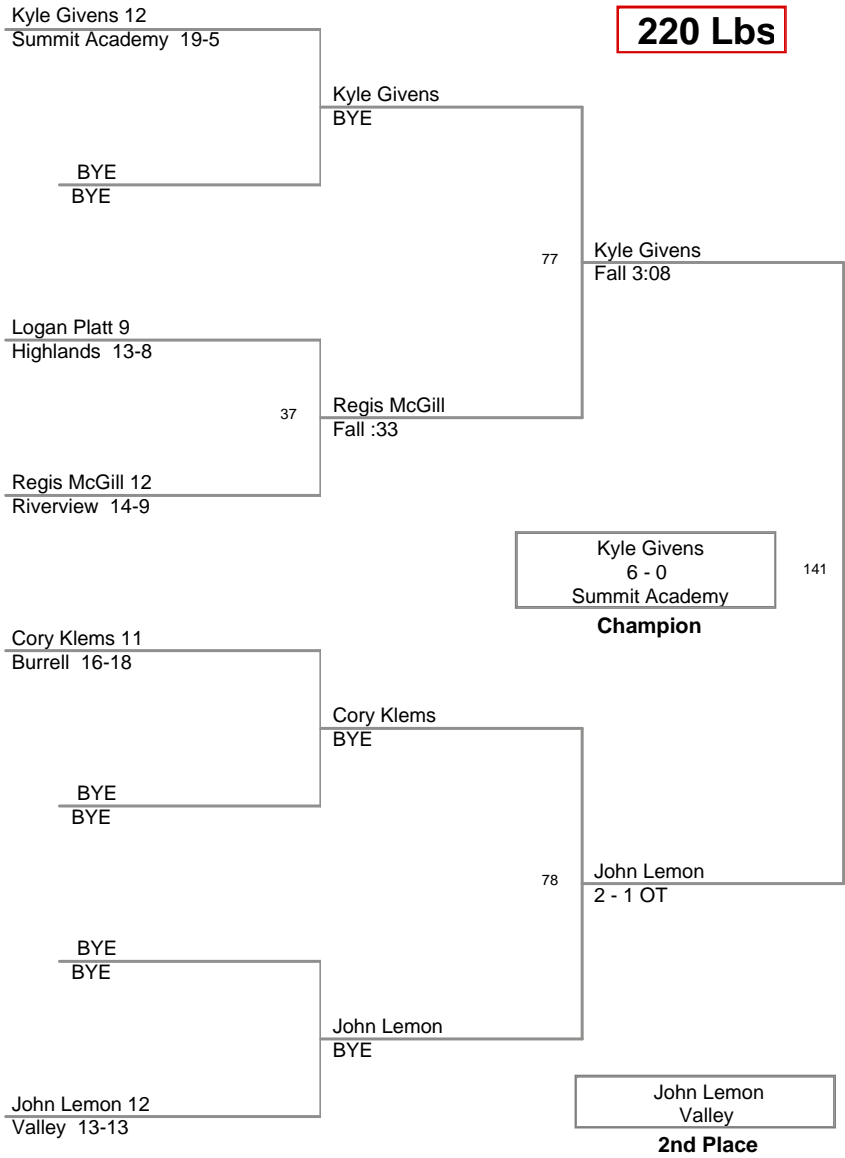 Kyle Givens 12
220 Lbs
Summit Academy 19-5
Kyle Givens
BYE
BYE
BYE
77
Kyle Givens
Fall 3:08
Logan Platt 9
Highlands 13-8
37
Regis McGill
Fall :33
Regis McGill 12
Riverview 14-9
Kyle Givens
6 - 0
Summit Academy
141
Champion
Cory Klems 11
Burrell 16-18
Cory Klems
BYE
BYE
BYE
78
John Lemon
2 - 1 OT
BYE
BYE
John Lemon
BYE
John Lemon 12
Valley 13-13
John Lemon
Valley
2nd Place